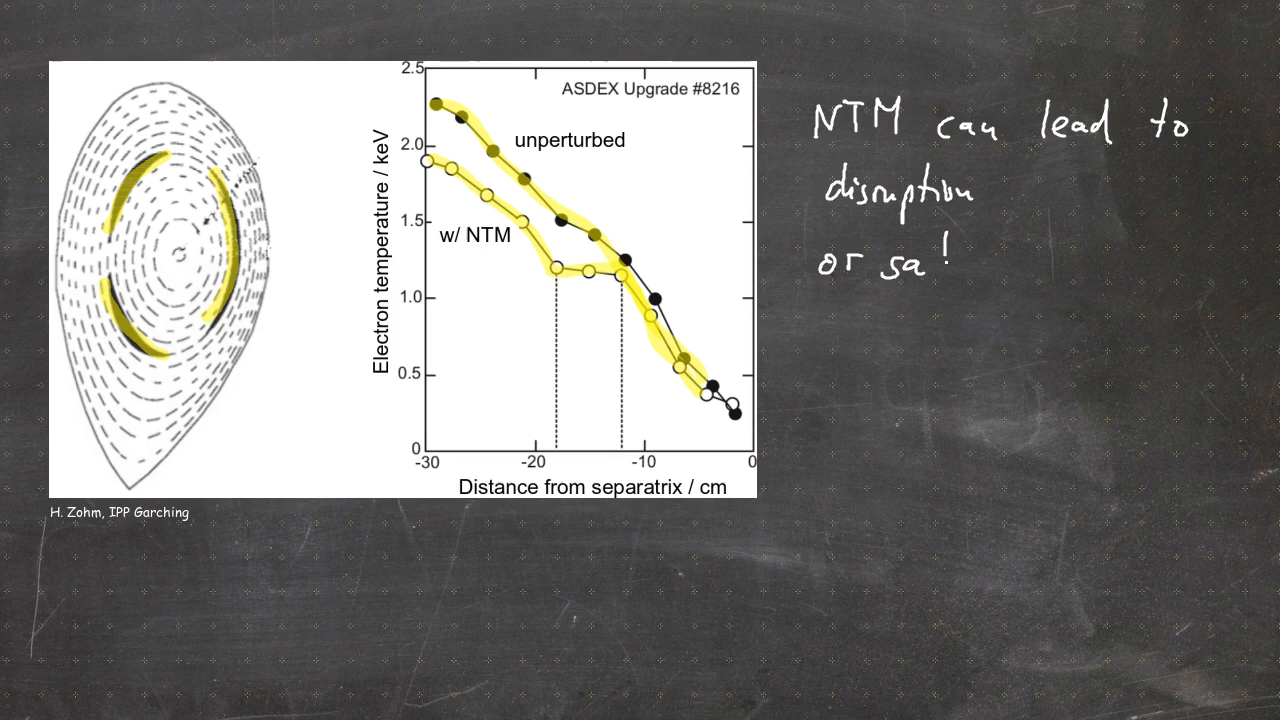 2.5
ASDEX Upgrade #8216
unperturbed
2.0
1.5
w/ NTM
1.0
0.5
0
-30 -20 -10 0
Electron temperature / keV
Distance from separatrix / cm
H. Zohm, IPP Garching
NTM can lead to
disruption
or sa